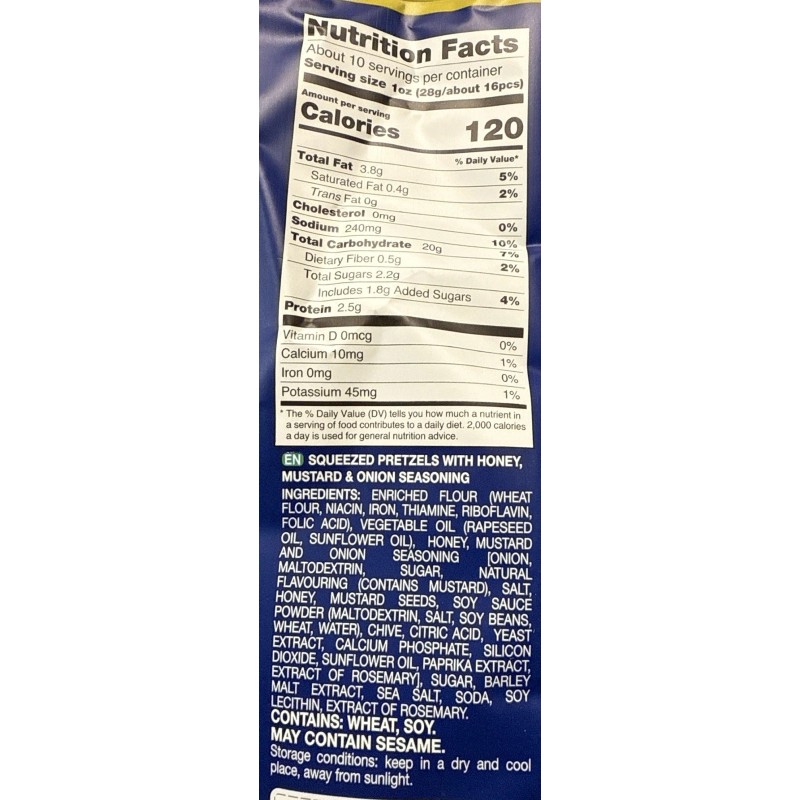 Nutrition Facts
About 10 servings per container
Serving size 1oz (28g/about 16pcs)
Amount per serving
Calories 120
% Daily Value*
Total Fat 3.8g 5%
Saturated Fat 0.4g 2%
Trans Fat 0g
Cholesterol 0mg 0%
Sodium 240mg 10%
Total Carbohydrate 20g 7%
Dietary Fiber 0.5g 2%
Total Sugars 2.2g
Includes 1.8g Added Sugars 4%
Protein 2.5g
Vitamin D 0mcg 0%
Calcium 10mg 1%
Iron 0mg 0%
Potassium 45mg 1%
* The % Daily Value (DV) tells you how much a nutrient in
a serving of food contributes to a daily diet. 2,000 calories
a day is used for general nutrition advice.
EN SQUEEZED PRETZELS WITH HONEY,
MUSTARD & ONION SEASONING
INGREDIENTS: ENRICHED FLOUR (WHEAT
FLOUR, NIACIN, IRON, THIAMINE, RIBOFLAVIN,
FOLIC ACID), VEGETABLE OIL (RAPESEED
OIL, SUNFLOWER OIL), HONEY, MUSTARD
AND ONION SEASONING [ONION,
MALTODEXTRIN, SUGAR, NATURAL
FLAVOURING (CONTAINS MUSTARD), SALT,
HONEY, MUSTARD SEEDS, SOY SAUCE
POWDER (MALTODEXTRIN, SALT, SOY BEANS,
WHEAT, WATER), CHIVE, CITRIC ACID, YEAST
EXTRACT, CALCIUM PHOSPHATE, SILICON
DIOXIDE, SUNFLOWER OIL, PAPRIKA EXTRACT,
EXTRACT OF ROSEMARY], SUGAR, BARLEY
MALT EXTRACT, SEA SALT, SODA, SOY
LECITHIN, EXTRACT OF ROSEMARY.
CONTAINS: WHEAT, SOY.
MAY CONTAIN SESAME.
Storage conditions: keep in a dry and cool
place, away from sunlight.